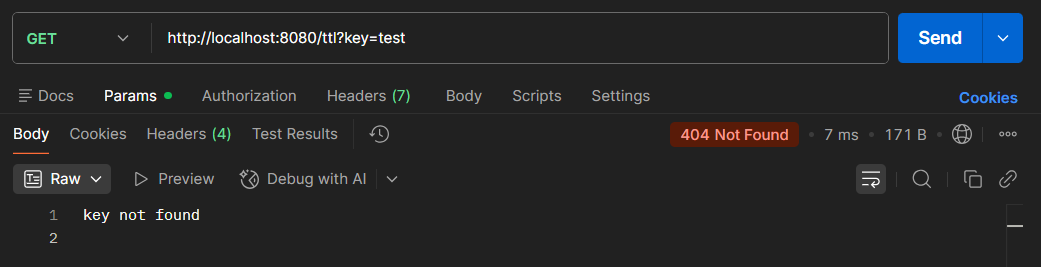 GET http://localhost:8080/ttl?key=test Send
Docs Params Authorization Headers (7) Body Scripts Settings Cookies
Body Cookies Headers (4) Test Results 404 Not Found 7 ms 171 B
Raw Preview Debug with AI
1 key not found
2